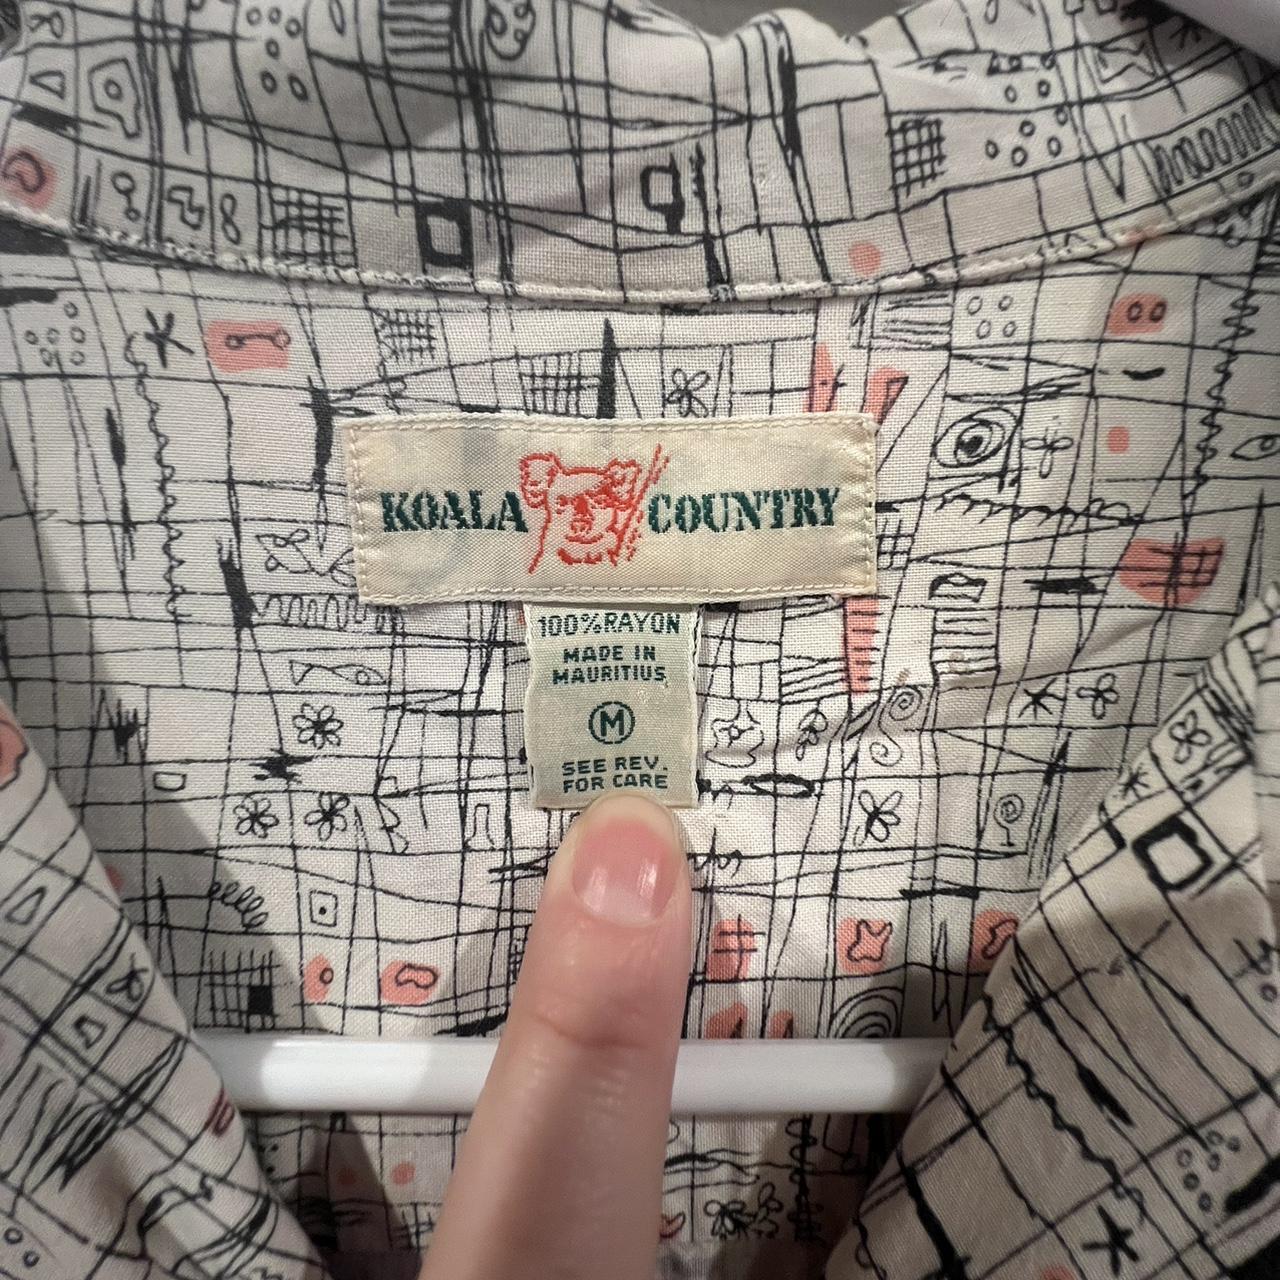 KOALA COUNTRY
100% RAYON
MADE IN
MAURITIUS
M
SEE REV.
FOR CARE